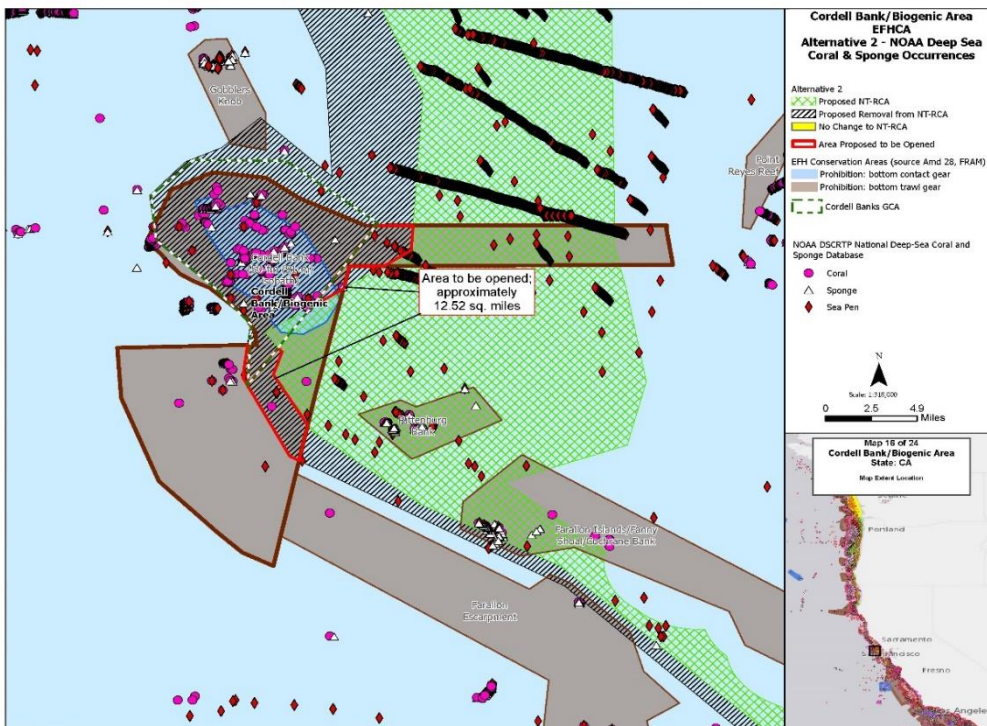 Cordell Bank/Biogenic Area
EFHCA
Alternative 2 - NOAA Deep Sea
Coral & Sponge Occurrences
Alternative 2
Proposed NT-RCA
Proposed Removal from NT-RCA
No Change to NT-RCA
Area Proposed to be Opened
EFH Conservation Areas (source Amd 28, FRAM)
Prohibition: bottom contact gear
Prohibition: bottom trawl gear
Cordell Banks GCA
NOAA DSCRTP National Deep-Sea Coral and
Sponge Database
Coral
Sponge
Sea Pen
N
0 2.5 4.9
Miles
Map 16 of 24
Cordell Bank/Biogenic Area
State: CA
Map Extent Location
Portland
Sacramento
Fresno
Gobblers
Knob
Point
Reyes Reef
Cordell Bank
Cordell
Bank/Biogenic
Area
Area to be opened;
approximately
12.52 sq. miles
Rittenburg
Bank
Farallon Islands/Fanny
Shoal/Cochrane Bank
Farallon
Escarpment